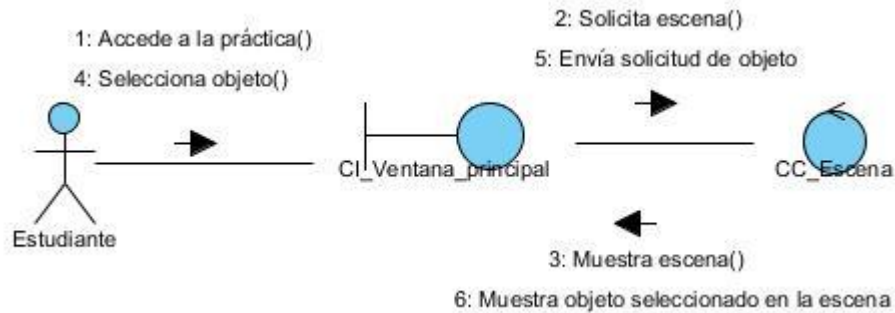 1: Accede a la práctica()
4: Selecciona objeto()
2: Solicita escena()
5: Envía solicitud de objeto
Estudiante
CI_Ventana_principal
CC_Escena
3: Muestra escena()
6: Muestra objeto seleccionado en la escena